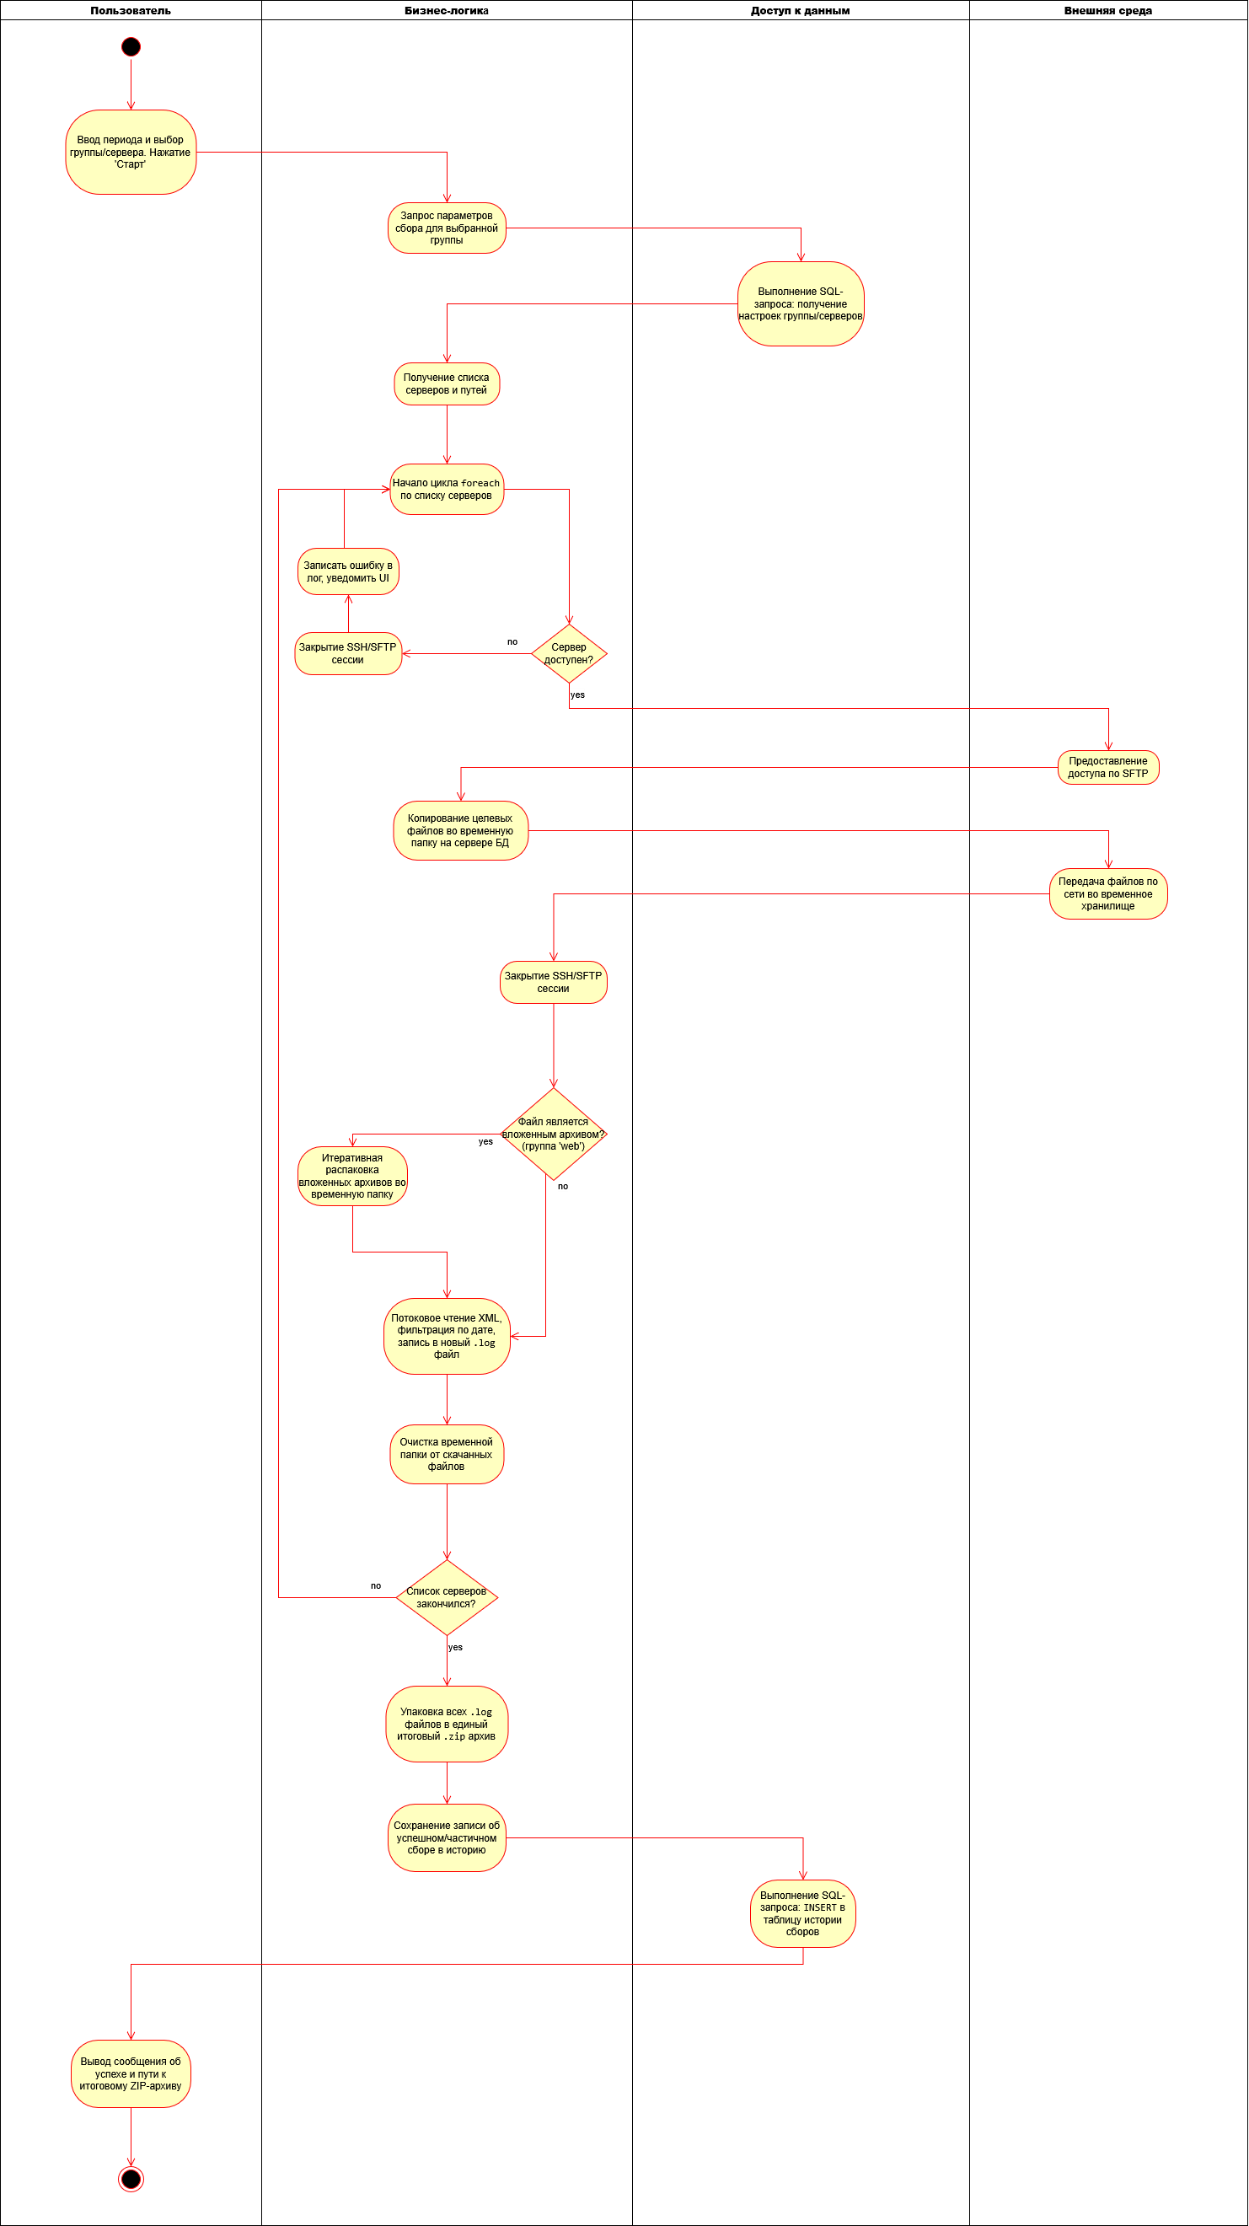 Пользователь
Бизнес-логика
Доступ к данным
Внешняя среда
Ввод периода и выбор
группы/сервера. Нажатие
'Старт'
Запрос параметров
сбора для выбранной
группы
Выполнение SQL-
запроса: получение
настроек группы/серверов
Получение списка
серверов и путей
Начало цикла foreach
по списку серверов
Записать ошибку в
лог, уведомить UI
Закрытие SSH/SFTP
сессии
no
Сервер
доступен?
yes
Предоставление
доступа по SFTP
Копирование целевых
файлов во временную
папку на сервере БД
Передача файлов по
сети во временное
хранилище
Закрытие SSH/SFTP
сессии
Файл является
вложенным архивом?
(группа 'web')
yes
no
Итеративная
распаковка
вложенных архивов во
временную папку
Потоковое чтение XML,
фильтрация по дате,
запись в новый .log
файл
Очистка временной
папки от скачанных
файлов
no
Список серверов
закончился?
yes
Упаковка всех .log
файлов в единый
итоговый .zip архив
Сохранение записи об
успешном/частичном
сборе в историю
Выполнение SQL-
запроса: INSERT в
таблицу истории
сборов
Вывод сообщения об
успехе и пути к
итоговому ZIP-архиву